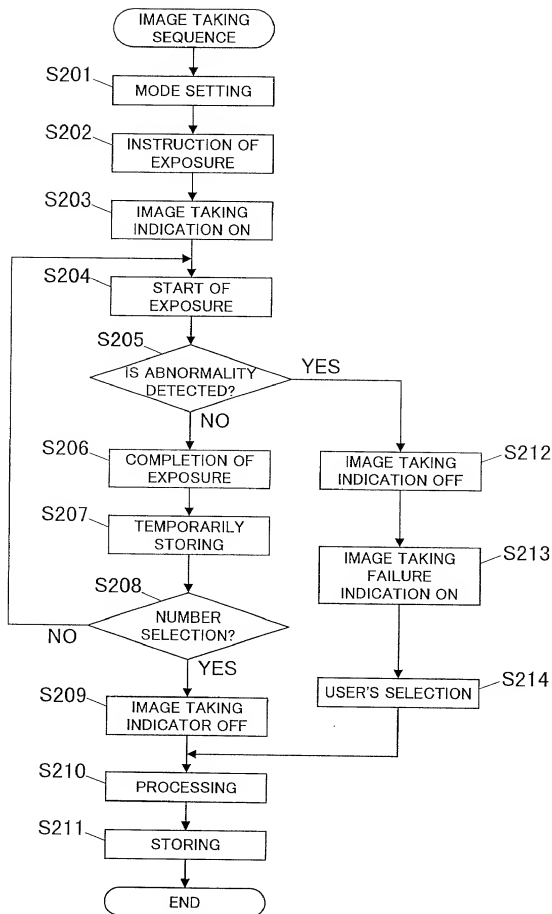 IMAGE TAKING
SEQUENCE
S201
MODE SETTING
S202
INSTRUCTION OF
EXPOSURE
S203
IMAGE TAKING
INDICATION ON
S204
START OF
EXPOSURE
S205
IS ABNORMALITY
DETECTED?
YES
NO
S206
COMPLETION OF
EXPOSURE
S207
TEMPORARILY
STORING
S208
NUMBER
SELECTION?
NO
YES
S209
IMAGE TAKING
INDICATOR OFF
S212
IMAGE TAKING
INDICATION OFF
S213
IMAGE TAKING
FAILURE
INDICATION ON
S214
USER'S SELECTION
S210
PROCESSING
S211
STORING
END